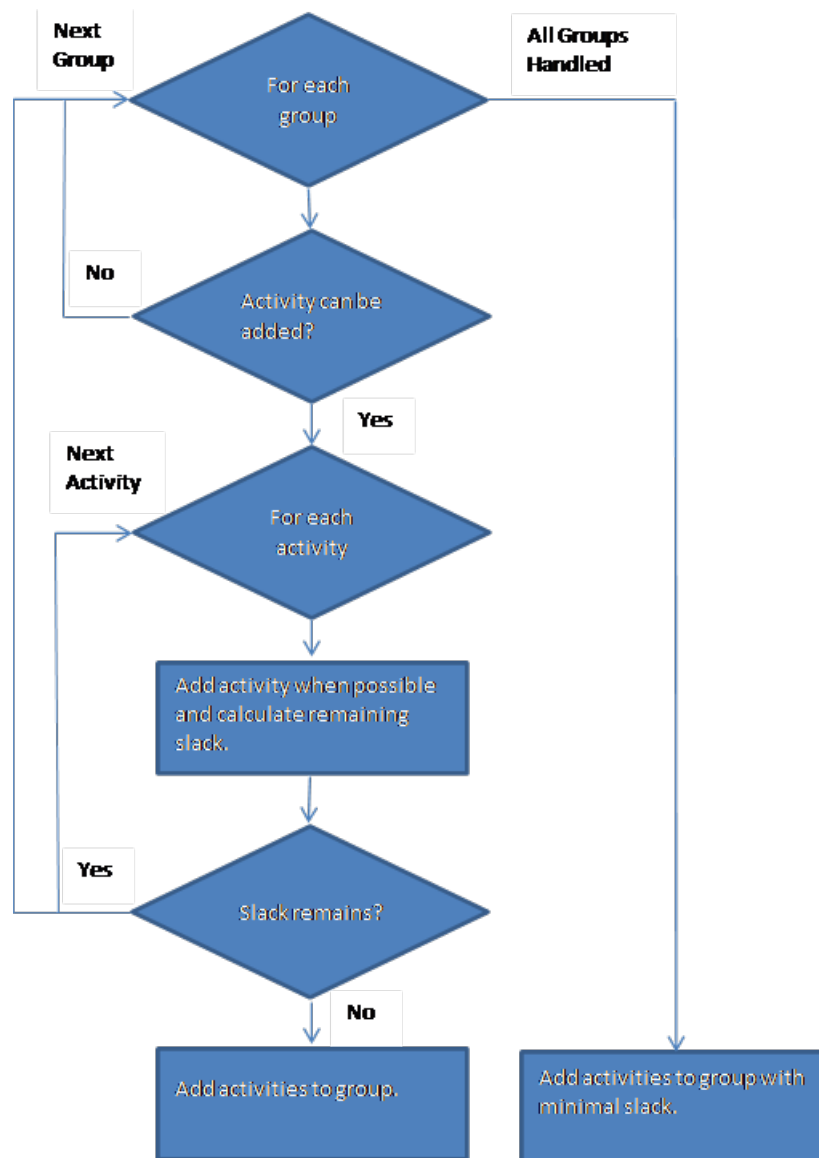 Next
Group
All Groups
Handled
For each
group
No
Activity can be
added?
Yes
Next
Activity
For each
activity
Add activity when possible
and calculate remaining
slack.
Yes
Slack remains?
No
Add activities to group.
Add activities to group with
minimal slack.